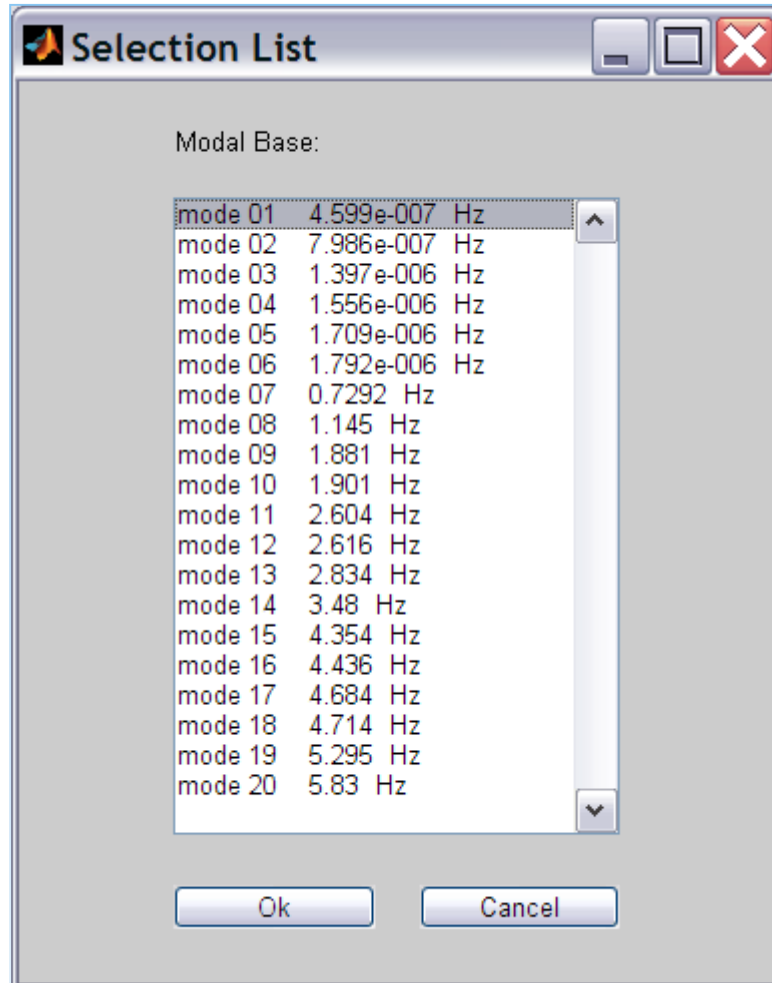 Selection List
Modal Base:
mode 01 4.599e-007 Hz
mode 02 7.986e-007 Hz
mode 03 1.397e-006 Hz
mode 04 1.556e-006 Hz
mode 05 1.709e-006 Hz
mode 06 1.792e-006 Hz
mode 07 0.7292 Hz
mode 08 1.145 Hz
mode 09 1.881 Hz
mode 10 1.901 Hz
mode 11 2.604 Hz
mode 12 2.616 Hz
mode 13 2.834 Hz
mode 14 3.48 Hz
mode 15 4.354 Hz
mode 16 4.436 Hz
mode 17 4.684 Hz
mode 18 4.714 Hz
mode 19 5.295 Hz
mode 20 5.83 Hz
Ok Cancel